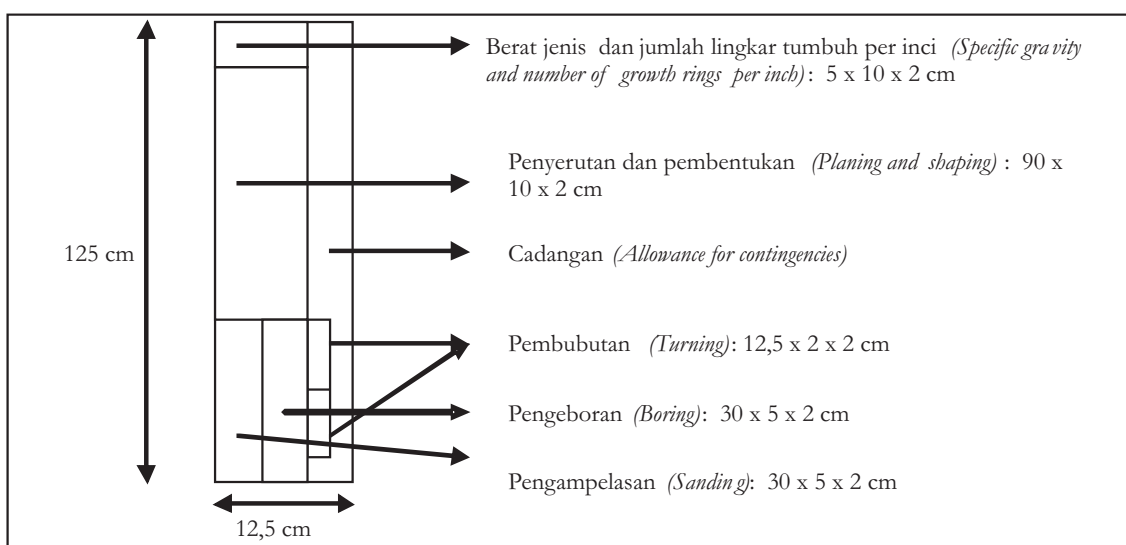 Berat jenis dan jumlah lingkar tumbuh per inci (Specific gravity
and number of growth rings per inch): 5 x 10 x 2 cm
Penyerutan dan pembentukan (Planing and shaping) : 90 x
10 x 2 cm
125 cm
Cadangan (Allowance for contingencies)
Pembubutan (Turning): 12,5 x 2 x 2 cm
Pengeboran (Boring): 30 x 5 x 2 cm
Pengampelasan (Sanding): 30 x 5 x 2 cm
12,5 cm